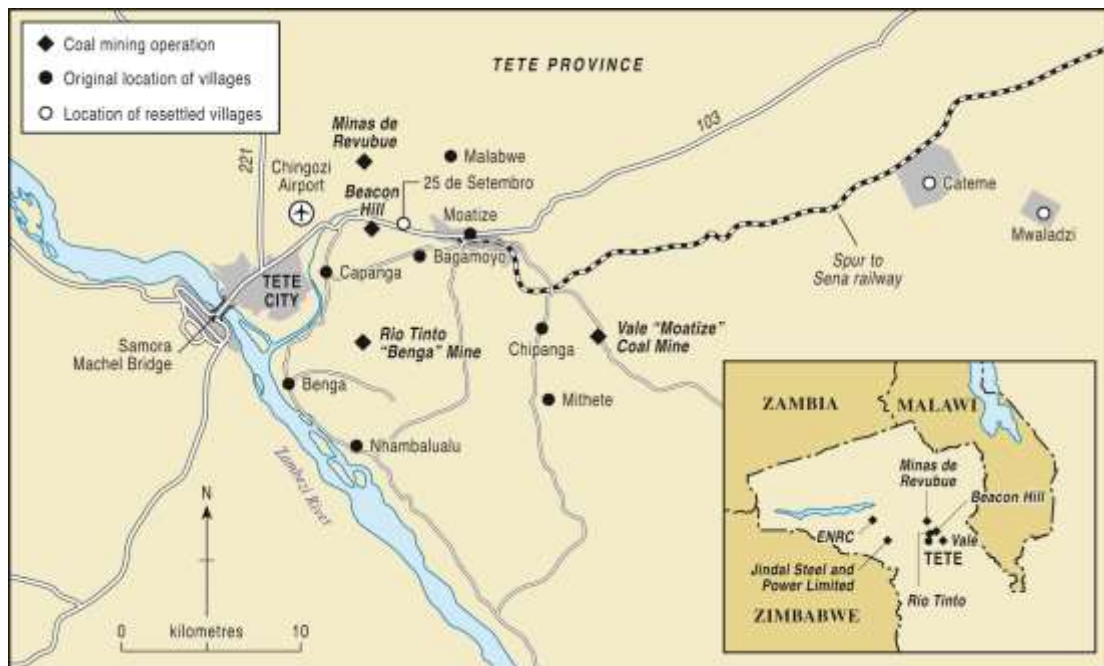 Coal mining operation
Original location of villages
Location of resettled villages
TETE PROVINCE
103
221
Minas de
Revubue
Malabwe
Chingozi
Airport
25 de Setembro
Beacon
Hill
Moatize
Cateme
Mwaladzi
Bagamoyo
Capanga
Spur to
Sena railway
TETE
CITY
Samora
Machel Bridge
Rio Tinto
"Benga" Mine
Chipanga
Vale "Moatize"
Coal Mine
Benga
Mithete
Nhambalualu
Zambezi River
N
0 kilometres 10
ZAMBIA
MALAWI
Minas de
Revubue
Beacon Hill
ENRC
Vale
TETE
Jindal Steel and
Power Limited
Rio Tinto
ZIMBABWE